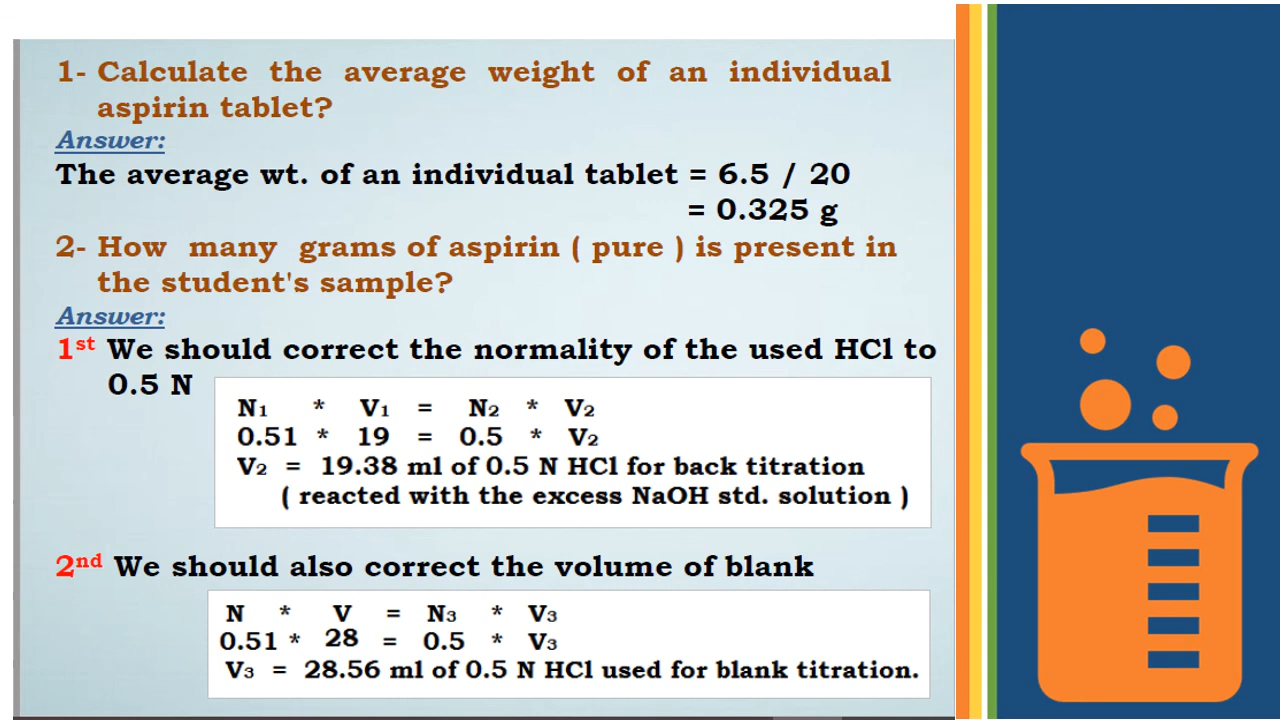 1- Calculate the average weight of an individual
aspirin tablet?
Answer:
The average wt. of an individual tablet = 6.5 / 20
= 0.325 g
2- How many grams of aspirin ( pure ) is present in
the student's sample?
Answer:
1st We should correct the normality of the used HCl to
0.5 N
N1 * V1 = N2 * V2
0.51 * 19 = 0.5 * V2
V2 = 19.38 ml of 0.5 N HCl for back titration
( reacted with the excess NaOH std. solution )
2nd We should also correct the volume of blank
N * V = N3 * V3
0.51 * 28 = 0.5 * V3
V3 = 28.56 ml of 0.5 N HCl used for blank titration.